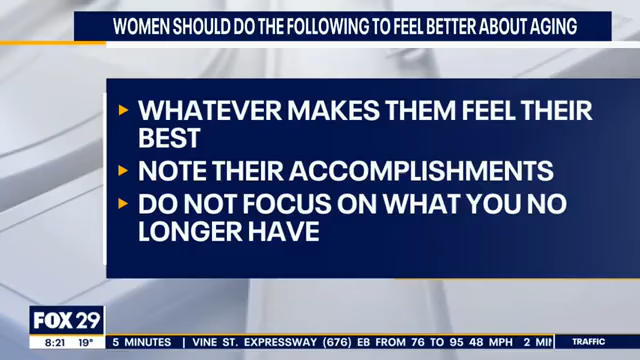 WOMEN SHOULD DO THE FOLLOWING TO FEEL BETTER ABOUT AGING
WHATEVER MAKES THEM FEEL THEIR
BEST
NOTE THEIR ACCOMPLISHMENTS
DO NOT FOCUS ON WHAT YOU NO
LONGER HAVE
FOX 29
8:21 19° 5 MINUTES | VINE ST. EXPRESSWAY (676) EB FROM 76 TO 95 48 MPH 2 MIN TRAFFIC